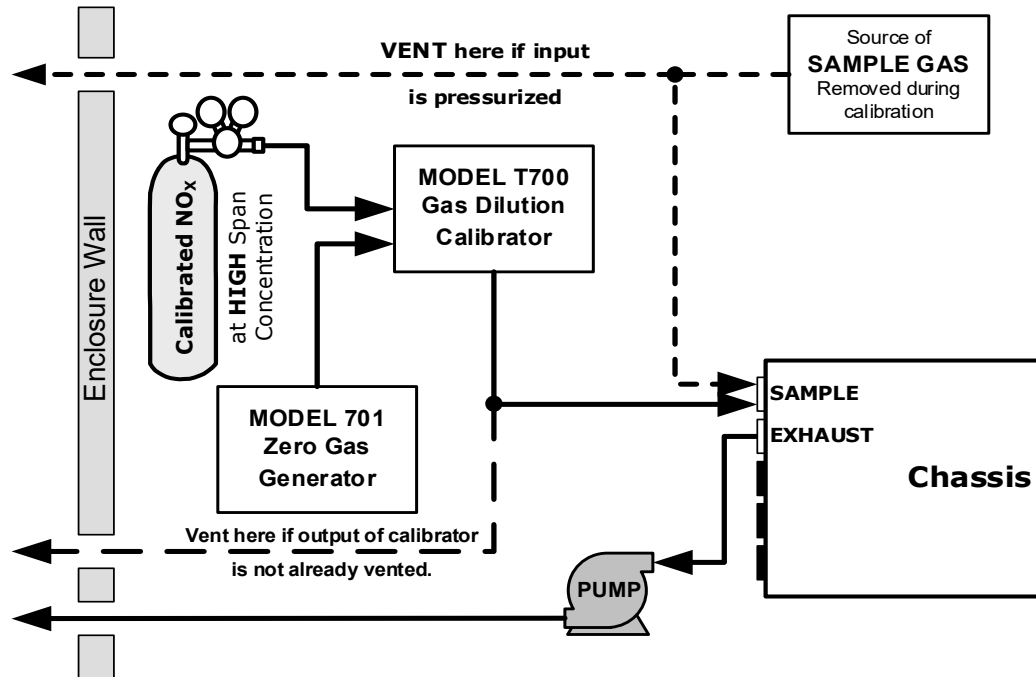 VENT here if input
is pressurized
Source of
SAMPLE GAS
Removed during
calibration
Enclosure Wall
Calibrated NOX
at HIGH Span
Concentration
MODEL T700
Gas Dilution
Calibrator
MODEL 701
Zero Gas
Generator
SAMPLE
EXHAUST
Chassis
Vent here if output of calibrator
is not already vented.
PUMP